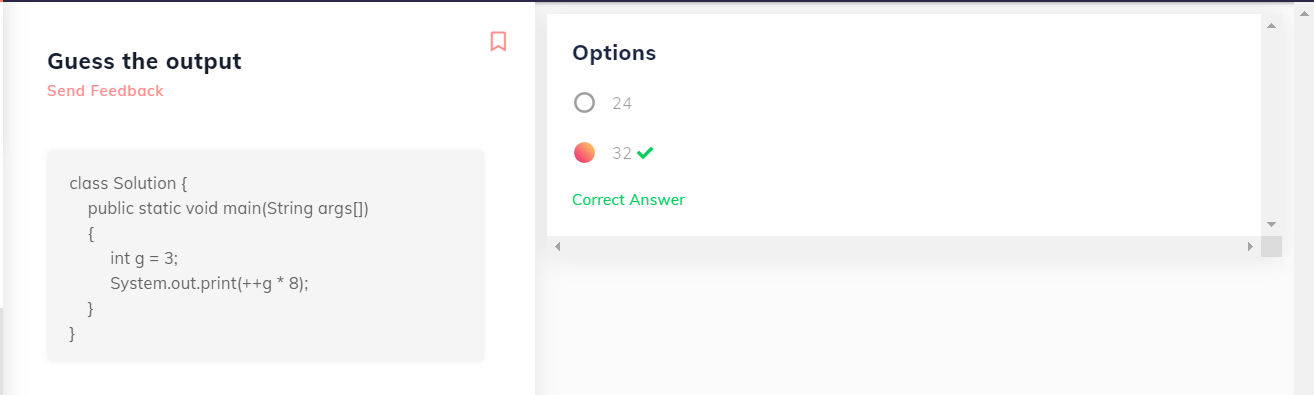 Guess the output
Send Feedback
class Solution {
public static void main(String args[])
{
int g = 3;
System.out.print(++g * 8);
}
}
Options
24
32
Correct Answer